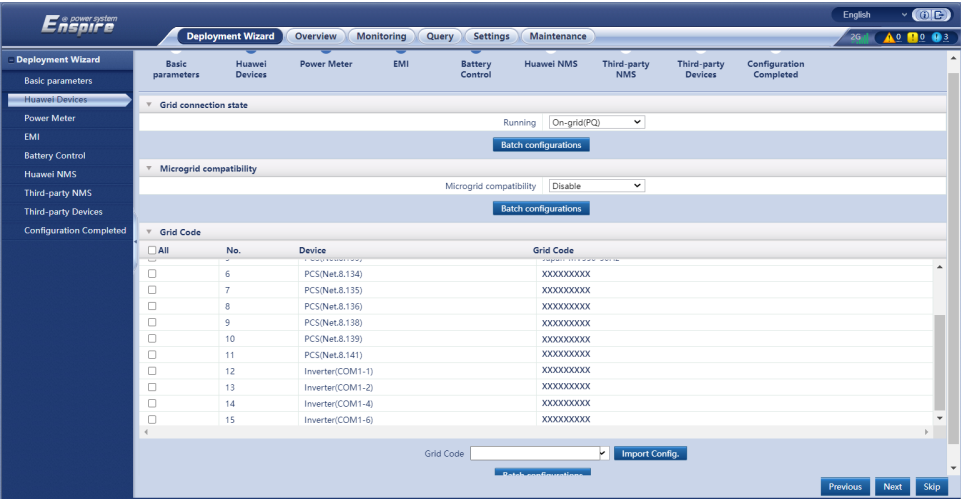 Enspire
@ power system
English
Deployment Wizard Overview Monitoring Query Settings Maintenance
2G 0 0 3
Deployment Wizard
Basic parameters
Huawei Devices
Power Meter
EMI
Battery Control
Huawei NMS
Third-party NMS
Third-party Devices
Configuration Completed
Basic parameters Huawei Devices Power Meter EMI Battery Control Huawei NMS Third-party NMS Third-party Devices Configuration Completed
Grid connection state
Running On-grid(PQ)
Batch configurations
Microgrid compatibility
Microgrid compatibility Disable
Batch configurations
Grid Code
All No. Device Grid Code
6 PCS(Net.8.134) XXXXXXXXX
7 PCS(Net.8.135) XXXXXXXXX
8 PCS(Net.8.136) XXXXXXXXX
9 PCS(Net.8.138) XXXXXXXXX
10 PCS(Net.8.139) XXXXXXXXX
11 PCS(Net.8.141) XXXXXXXXX
12 Inverter(COM1-1) XXXXXXXXX
13 Inverter(COM1-2) XXXXXXXXX
14 Inverter(COM1-4) XXXXXXXXX
15 Inverter(COM1-6) XXXXXXXXX
Grid Code Import Config.
Batch configurations
Previous Next Skip